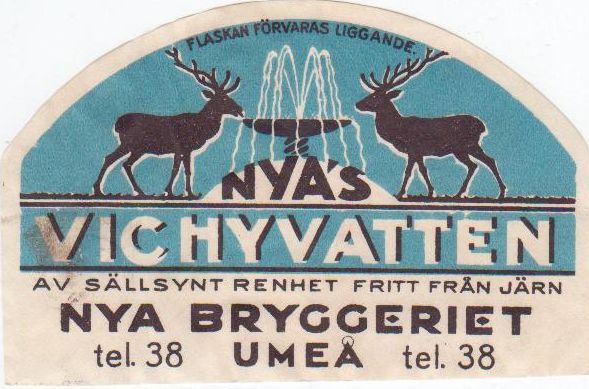 FLASKAN FÖRVARAS LIGGANDE.
NYA'S
VICHYVATTEN
AV SÄLLSYNT RENHET FRITT FRÅN JÄRN
NYA BRYGGERIET
tel. 38 UMEÅ tel. 38